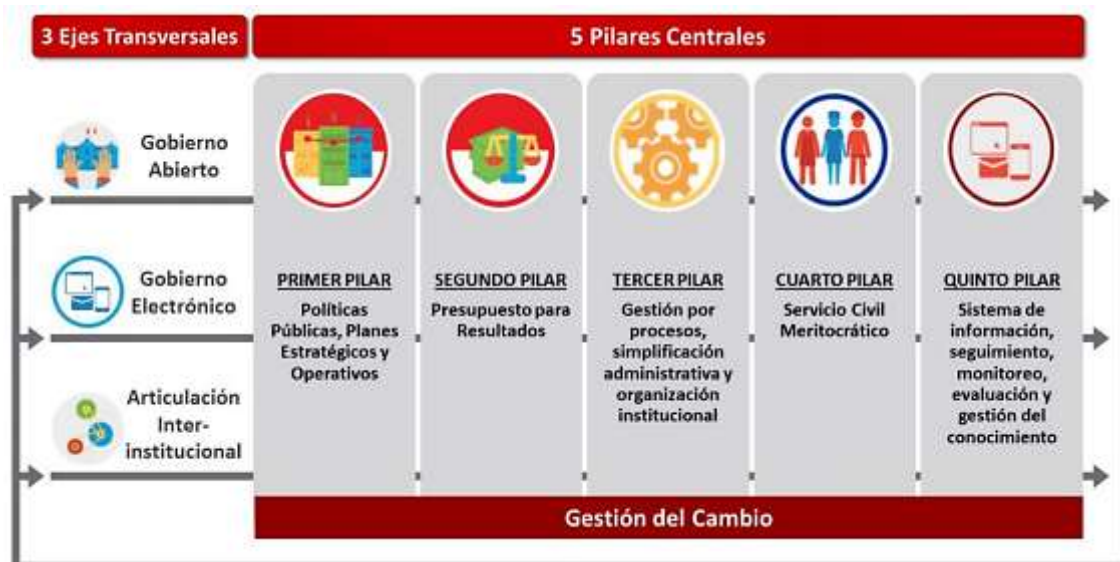 3 Ejes Transversales
5 Pilares Centrales
Gobierno
Abierto
Gobierno
Electrónico
Articulación
Inter-
institucional
PRIMER PILAR
Políticas
Públicas, Planes
Estratégicos y
Operativos
SEGUNDO PILAR
Presupuesto para
Resultados
TERCER PILAR
Gestión por
procesos,
simplificación
administrativa y
organización
institucional
CUARTO PILAR
Servicio Civil
Meritocrático
QUINTO PILAR
Sistema de
información,
seguimiento,
monitoreo,
evaluación y
gestión del
conocimiento
Gestión del Cambio